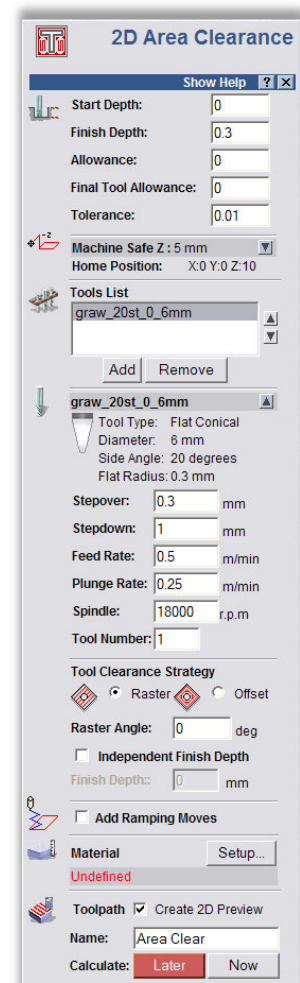 2D Area Clearance
Show Help ? X
Start Depth: 0
Finish Depth: 0.3
Allowance: 0
Final Tool Allowance: 0
Tolerance: 0.01
Machine Safe Z : 5 mm
Home Position: X:0 Y:0 Z:10
Tools List
graw_20st_0_6mm
Add Remove
graw_20st_0_6mm
Tool Type: Flat Conical
Diameter: 6 mm
Side Angle: 20 degrees
Flat Radius: 0.3 mm
Stepover: 0.3 mm
Stepdown: 1 mm
Feed Rate: 0.5 m/min
Plunge Rate: 0.25 m/min
Spindle: 18000 r.p.m
Tool Number: 1
Tool Clearance Strategy
Raster Offset
Raster Angle: 0 deg
Independent Finish Depth
Finish Depth:: 0 mm
Add Ramping Moves
Material Setup...
Undefined
Toolpath Create 2D Preview
Name: Area Clear
Calculate: Later Now